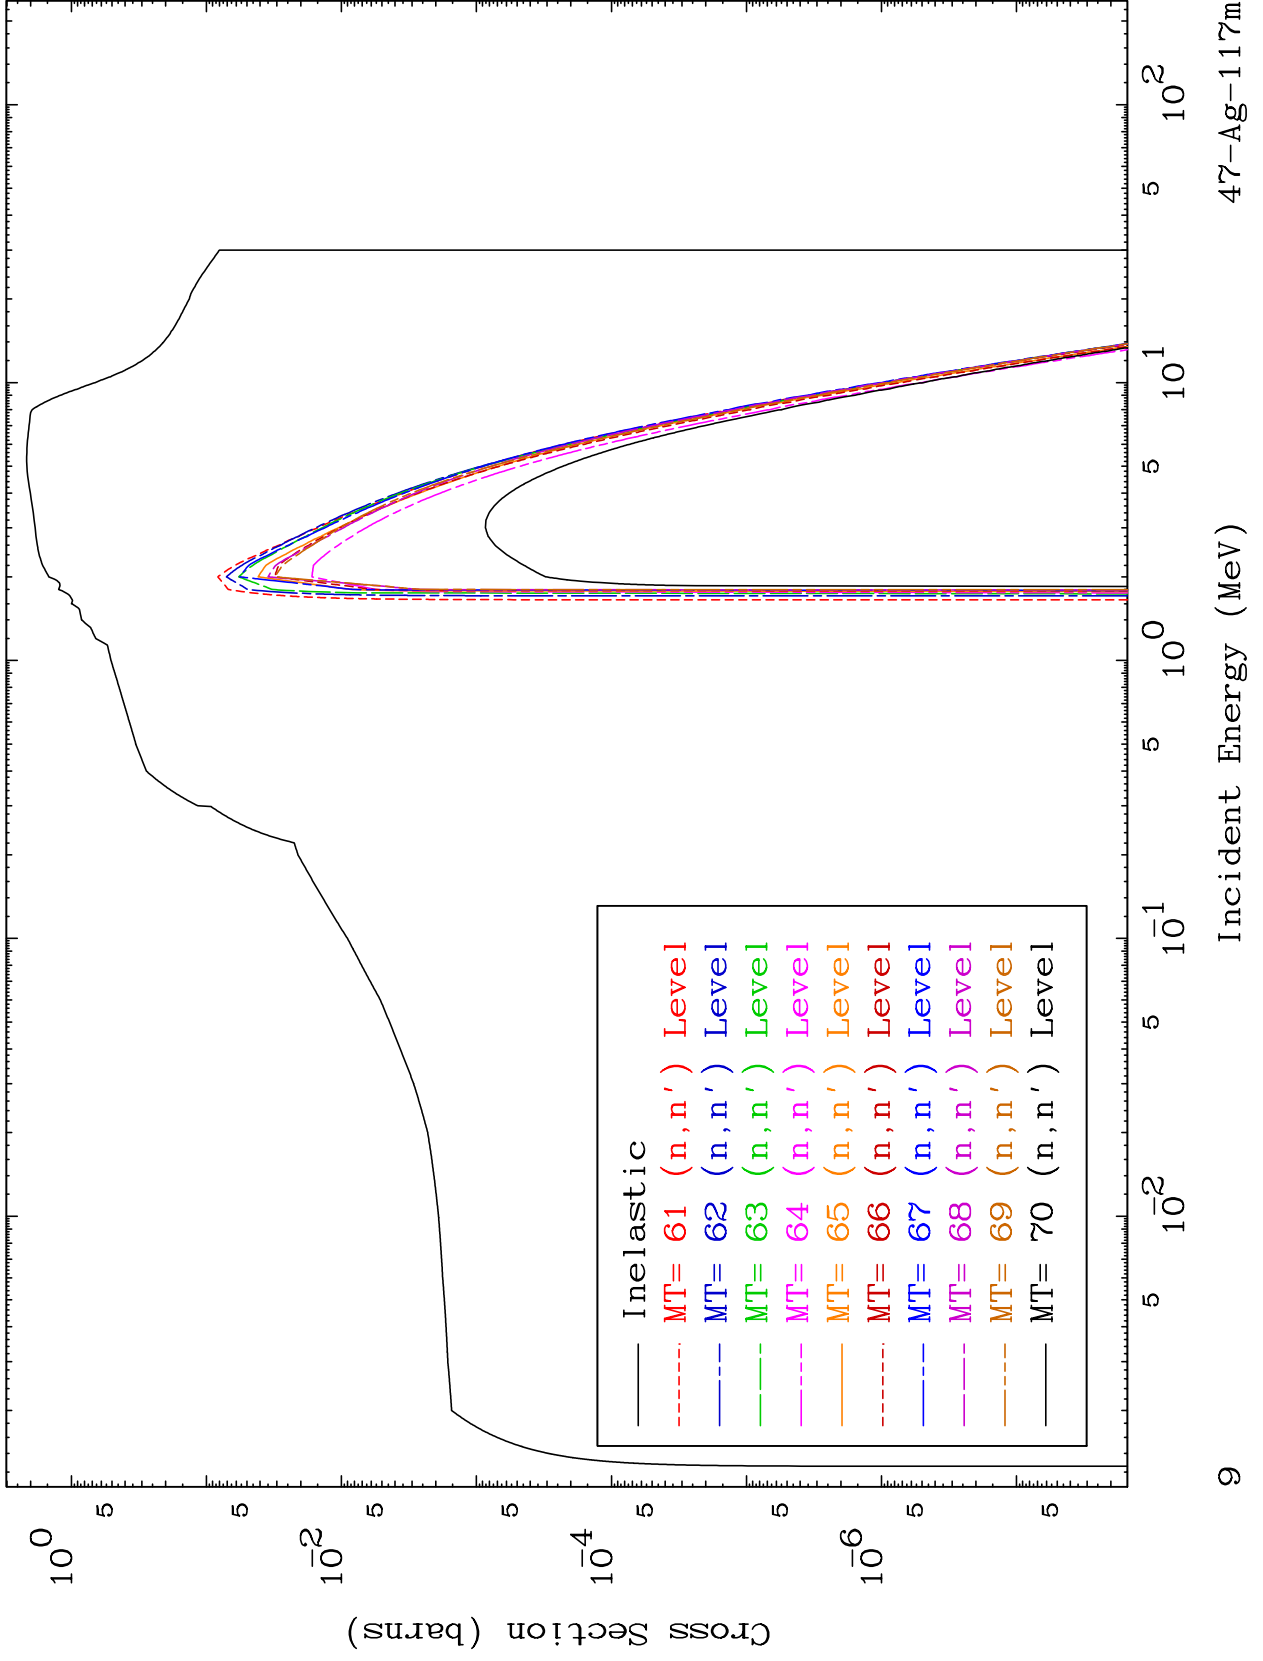 Cross Section (barns)
10^0
5
10^-2
5
5
10^-4
5
5
10^-6
5
5
Inelastic
MT= 61 (n,n') Level
MT= 62 (n,n') Level
MT= 63 (n,n') Level
MT= 64 (n,n') Level
MT= 65 (n,n') Level
MT= 66 (n,n') Level
MT= 67 (n,n') Level
MT= 68 (n,n') Level
MT= 69 (n,n') Level
MT= 70 (n,n') Level
5 10^-2 5 10^-1 5 10^0 5 10^1 5 10^2
Incident Energy (MeV)
9
47-Ag-117m